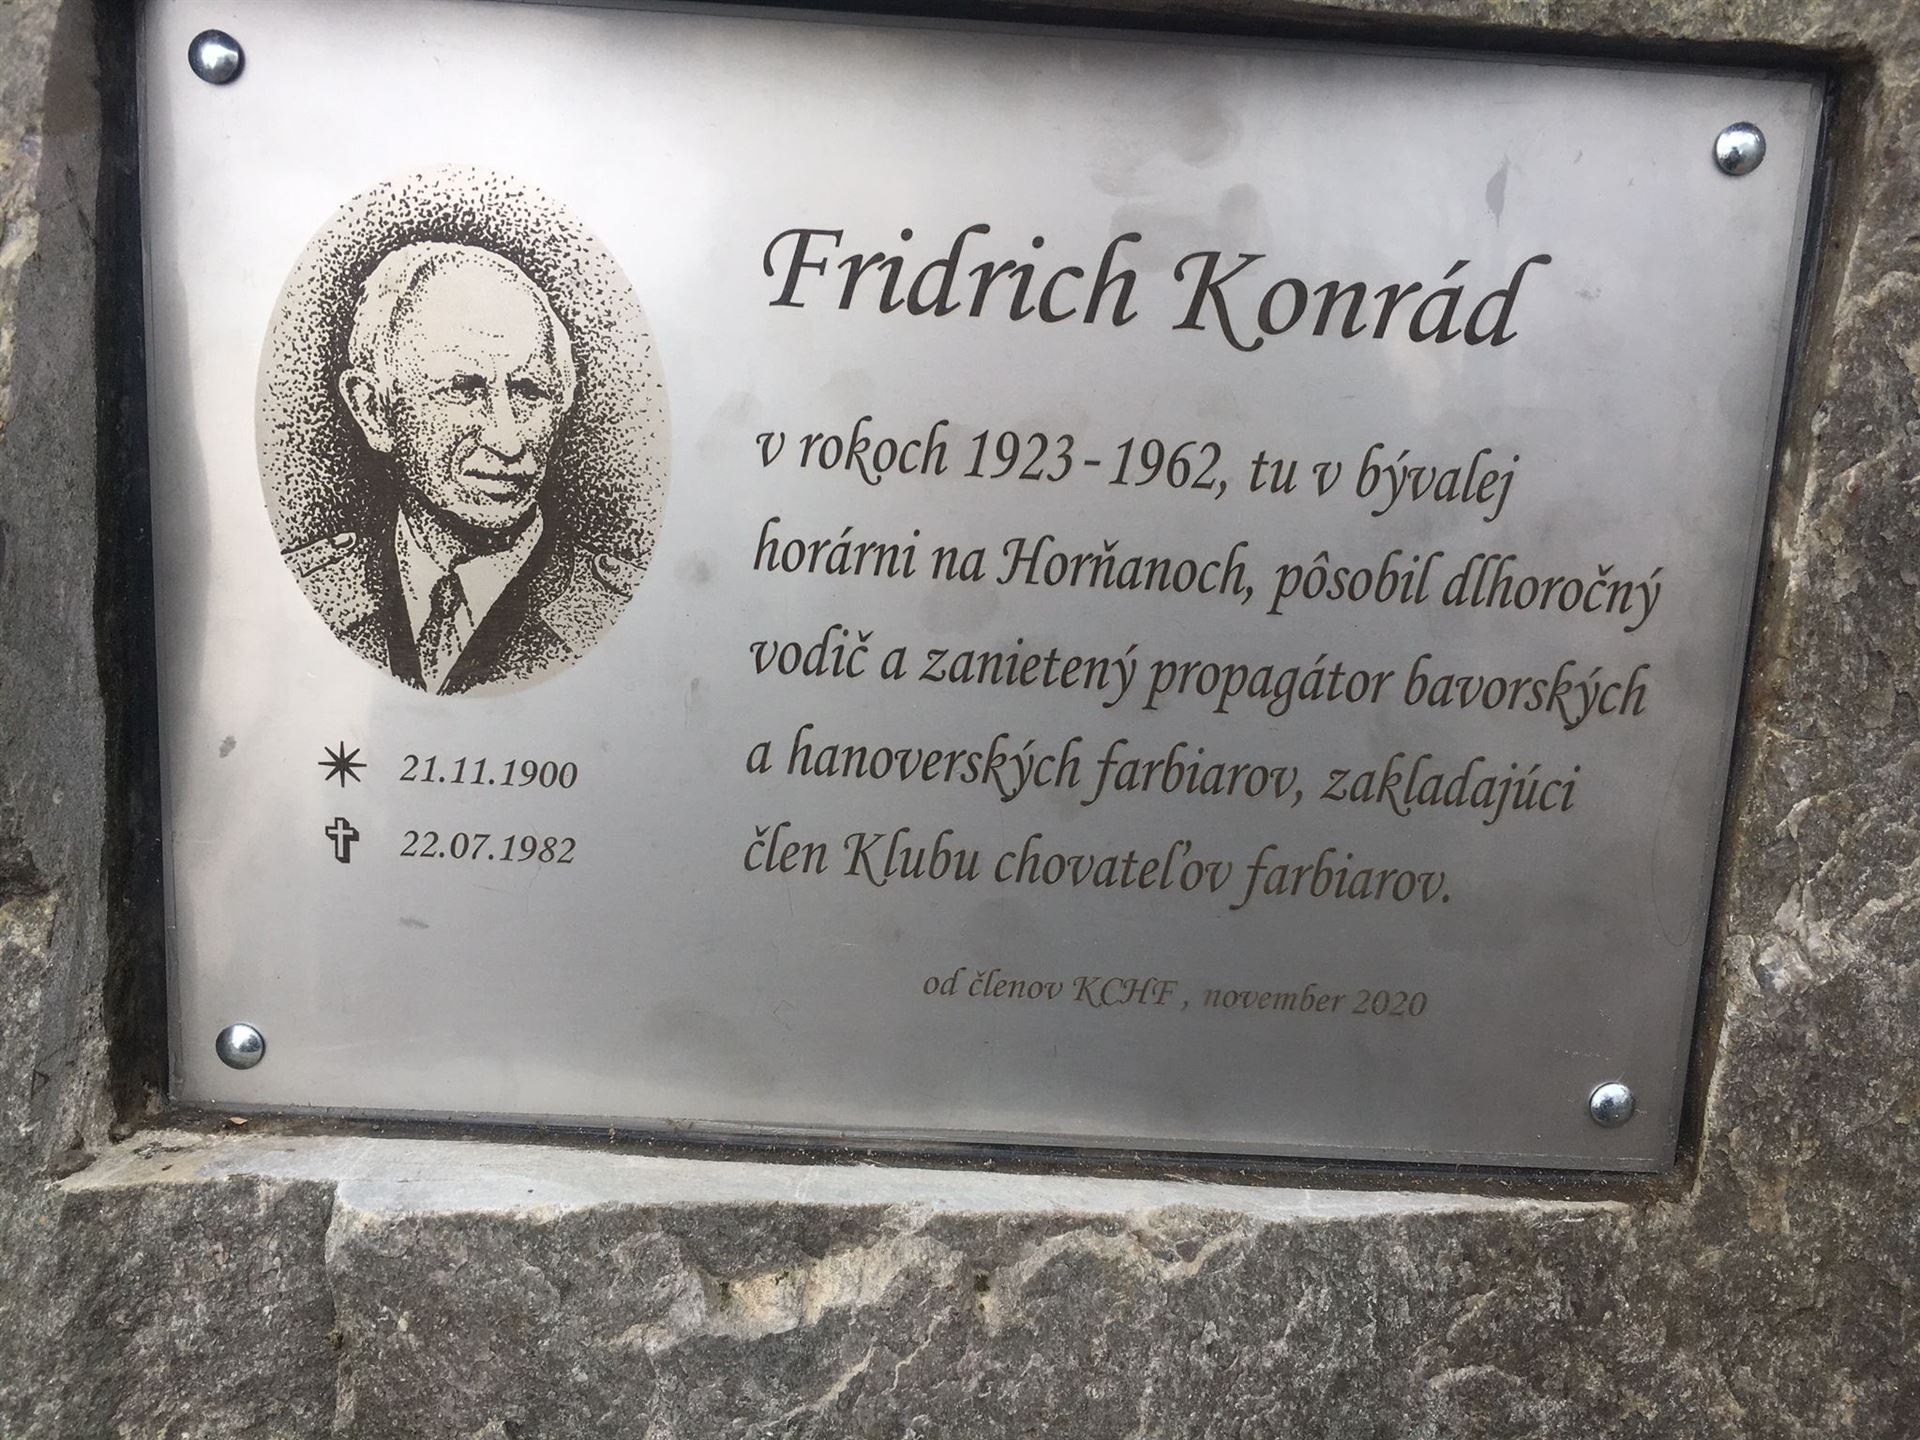 Fridrich Konrád
v rokoch 1923-1962, tu v bývalej
horárni na Horňanoch, pôsobil dlhoročný
vodič a zanietený propagátor bavorských
a hanoverských farbiarov, zakladajúci
člen Klubu chovateľov farbiarov.
21.11.1900
22.07.1982
od členov KCHF, november 2020